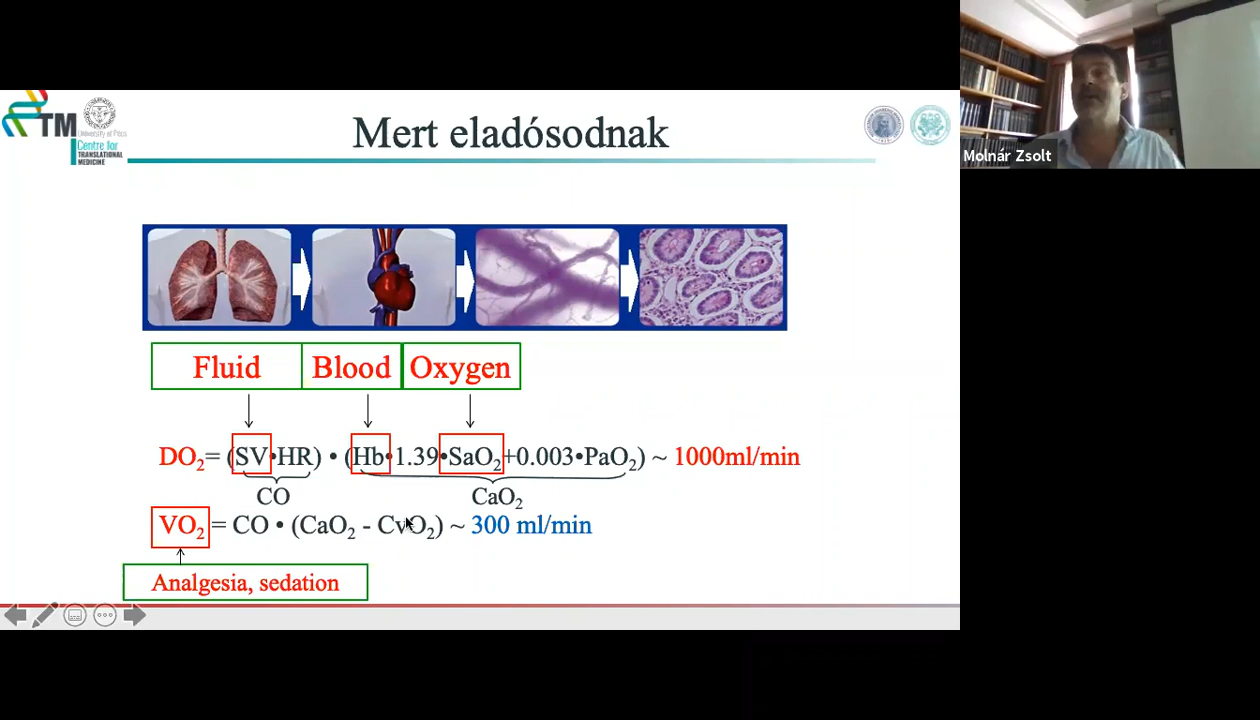 Mert eladósodnak
TM
University of Pécs
Centre for
TRANSLATIONAL
MEDICINE
Molnár Zsolt
Fluid Blood Oxygen
DO₂= (SV•HR) • (Hb•1.39•SaO₂+0.003•PaO₂) ~ 1000ml/min
CO CaO₂
VO₂ = CO • (CaO₂ - CvO₂) ~ 300 ml/min
Analgesia, sedation